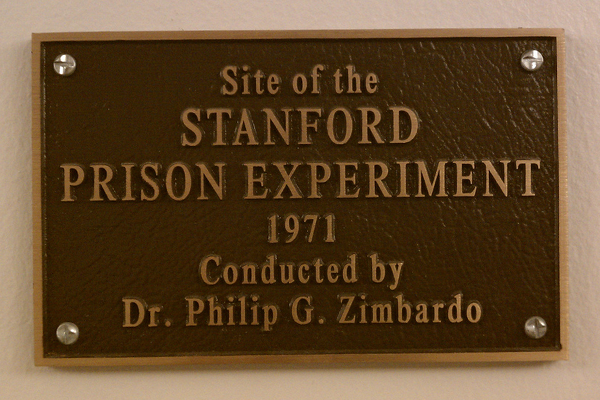 Site of the
STANFORD
PRISON EXPERIMENT
1971
Conducted by
Dr. Philip G. Zimbardo